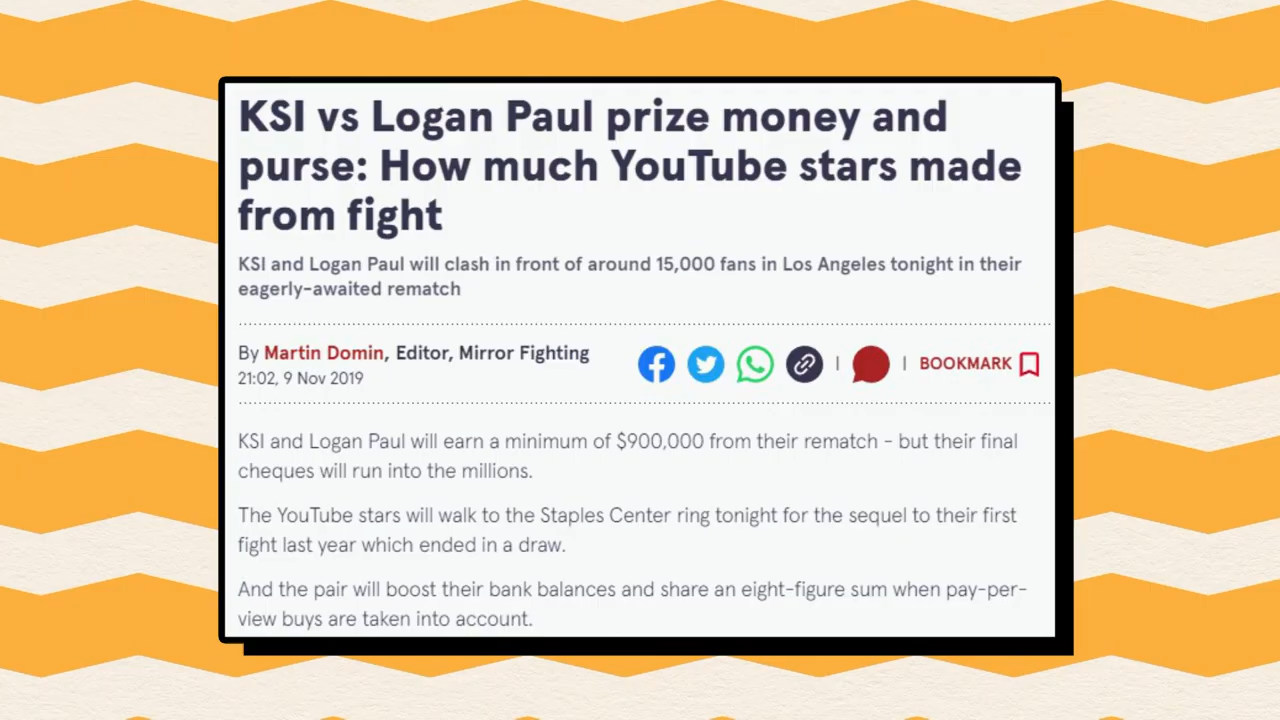 KSI vs Logan Paul prize money and
purse: How much YouTube stars made
from fight
KSI and Logan Paul will clash in front of around 15,000 fans in Los Angeles tonight in their
eagerly-awaited rematch
By Martin Domin, Editor, Mirror Fighting
21:02, 9 Nov 2019
| | BOOKMARK
KSI and Logan Paul will earn a minimum of $900,000 from their rematch - but their final
cheques will run into the millions.
The YouTube stars will walk to the Staples Center ring tonight for the sequel to their first
fight last year which ended in a draw.
And the pair will boost their bank balances and share an eight-figure sum when pay-per-
view buys are taken into account.